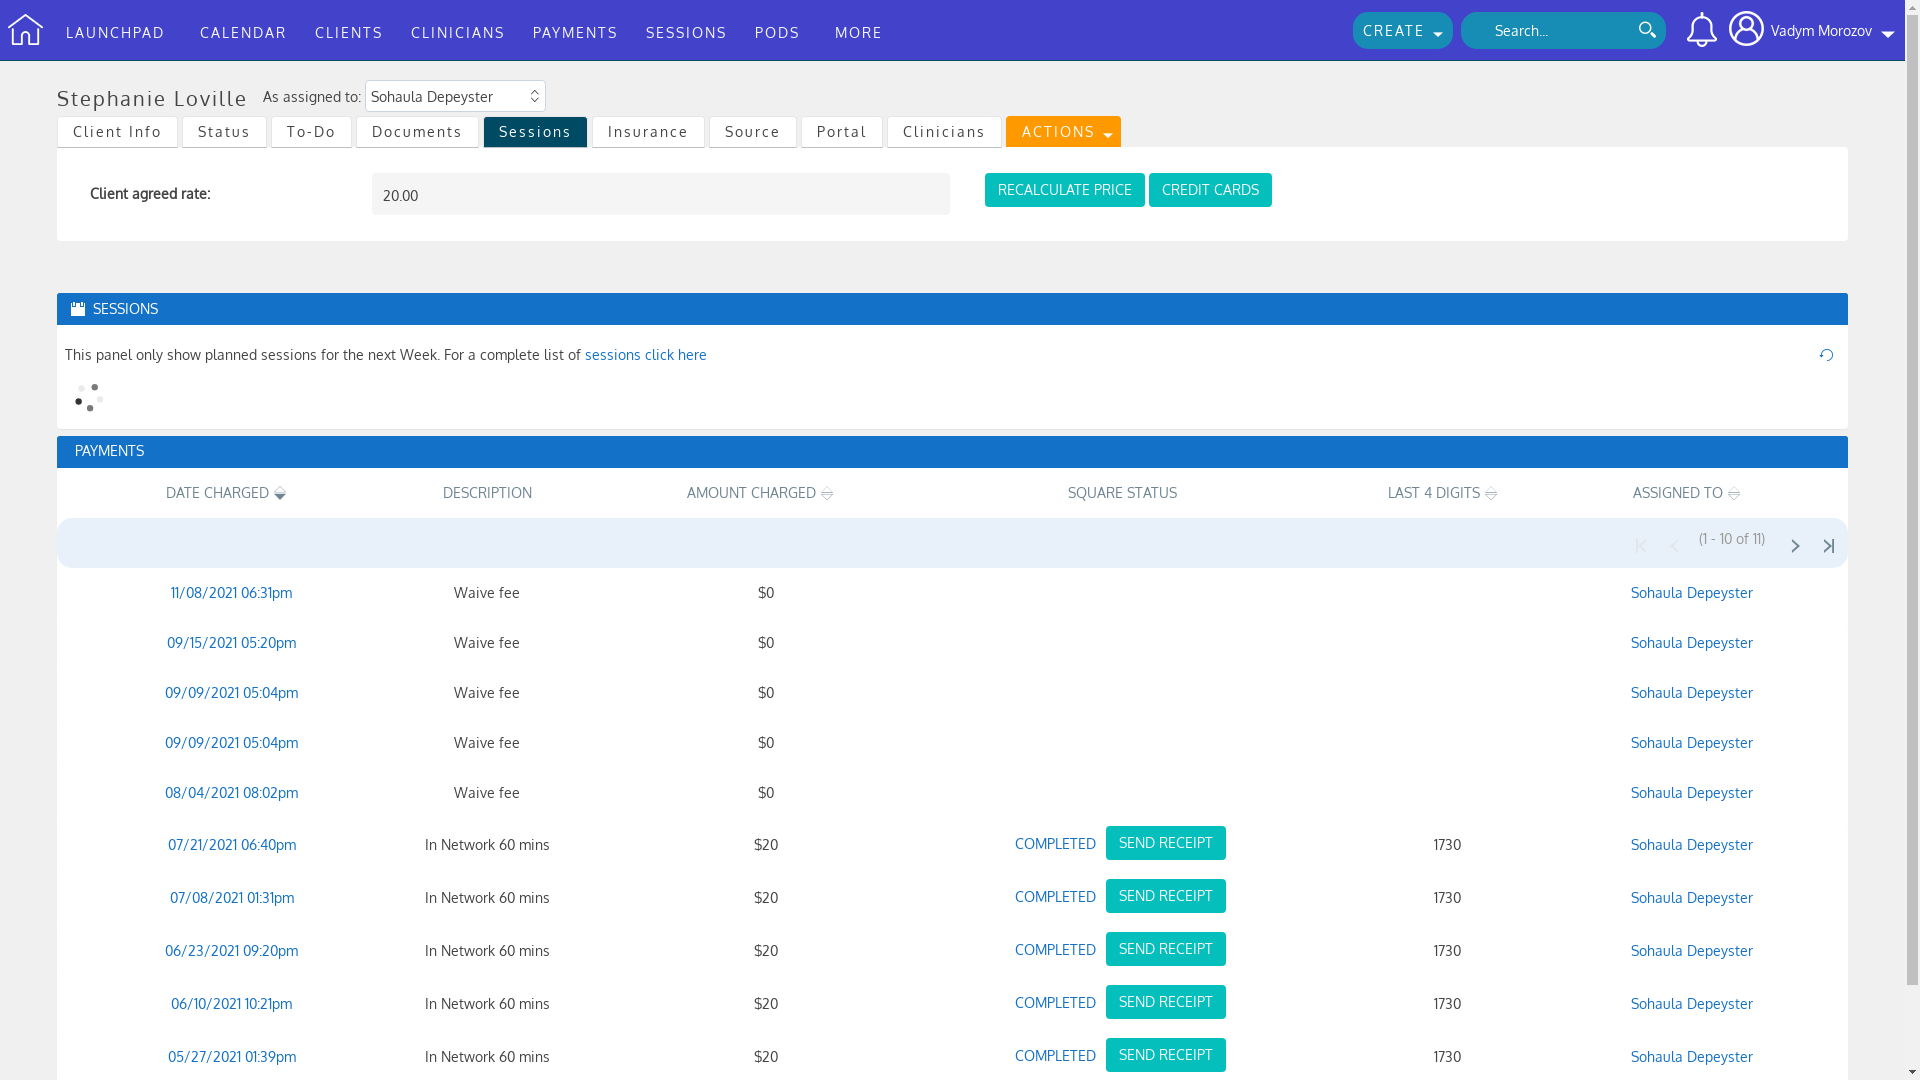 LAUNCHPAD CALENDAR CLIENTS CLINICIANS PAYMENTS SESSIONS PODS MORE CREATE Search... Vadym Morozov
Stephanie Loville As assigned to: Sohaula Depeyster
Client Info Status To-Do Documents Sessions Insurance Source Portal Clinicians ACTIONS
Client agreed rate: 20.00 RECALCULATE PRICE CREDIT CARDS
SESSIONS
This panel only show planned sessions for the next Week. For a complete list of sessions click here
PAYMENTS
DATE CHARGED DESCRIPTION AMOUNT CHARGED SQUARE STATUS LAST 4 DIGITS ASSIGNED TO
(1 - 10 of 11)
11/08/2021 06:31pm Waive fee $0 Sohaula Depeyster
09/15/2021 05:20pm Waive fee $0 Sohaula Depeyster
09/09/2021 05:04pm Waive fee $0 Sohaula Depeyster
09/09/2021 05:04pm Waive fee $0 Sohaula Depeyster
08/04/2021 08:02pm Waive fee $0 Sohaula Depeyster
07/21/2021 06:40pm In Network 60 mins $20 COMPLETED SEND RECEIPT 1730 Sohaula Depeyster
07/08/2021 01:31pm In Network 60 mins $20 COMPLETED SEND RECEIPT 1730 Sohaula Depeyster
06/23/2021 09:20pm In Network 60 mins $20 COMPLETED SEND RECEIPT 1730 Sohaula Depeyster
06/10/2021 10:21pm In Network 60 mins $20 COMPLETED SEND RECEIPT 1730 Sohaula Depeyster
05/27/2021 01:39pm In Network 60 mins $20 COMPLETED SEND RECEIPT 1730 Sohaula Depeyster